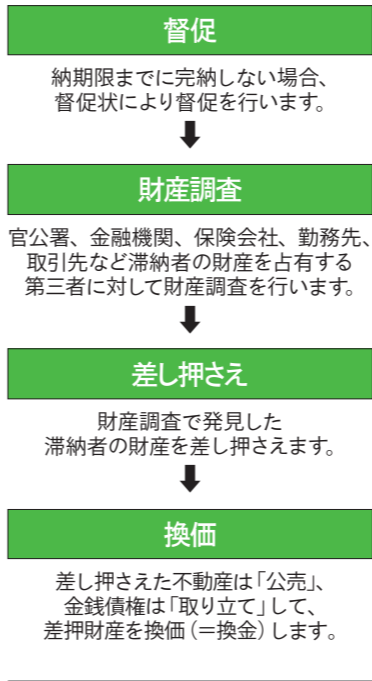 督促
納期限までに完納しない場合、
督促状により督促を行います。
財産調査
官公署、金融機関、保険会社、勤務先、
取引先など滞納者の財産を占有する
第三者に対して財産調査を行います。
差し押さえ
財産調査で発見した
滞納者の財産を差し押さえます。
換価
差し押さえた不動産は「公売」、
金銭債権は「取り立て」して、
差押財産を換価(＝換金)します。